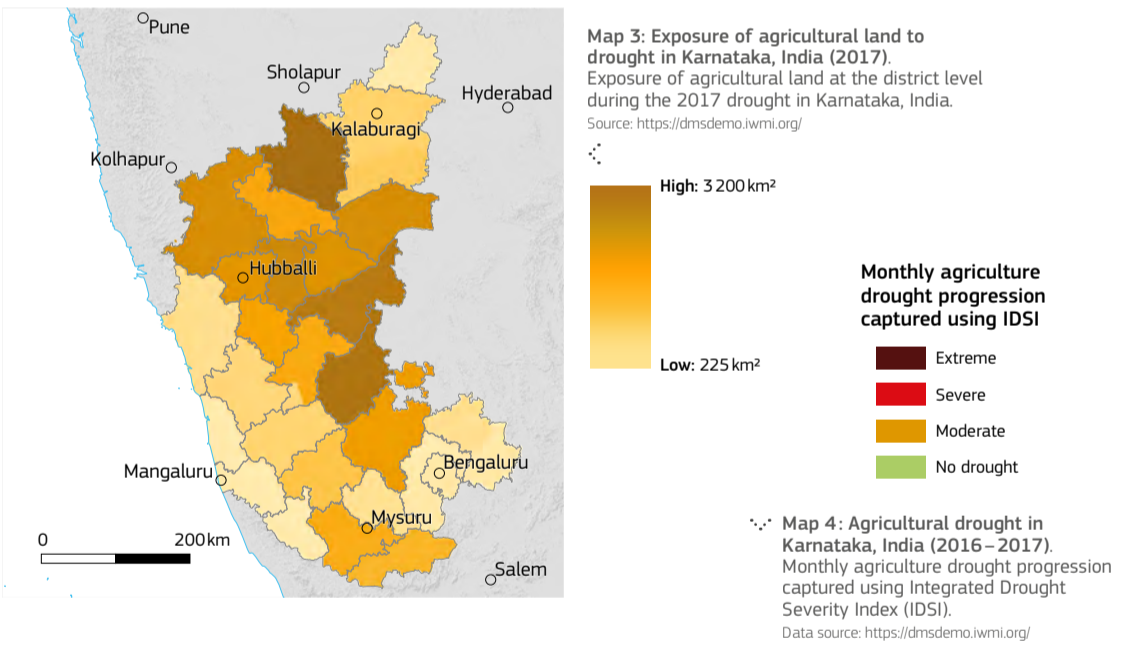 Pune
Sholapur
Hyderabad
Kalaburagi
Kolhapur
Hubballi
Mangaluru
Bengaluru
Mysuru
Salem
0 200 km
Map 3: Exposure of agricultural land to
drought in Karnataka, India (2017).
Exposure of agricultural land at the district level
during the 2017 drought in Karnataka, India.
Source: https://dmsdemo.iwmi.org/
High: 3 200 km²
Low: 225 km²
Monthly agriculture
drought progression
captured using IDSI
Extreme
Severe
Moderate
No drought
Map 4: Agricultural drought in
Karnataka, India (2016–2017).
Monthly agriculture drought progression
captured using Integrated Drought
Severity Index (IDSI).
Data source: https://dmsdemo.iwmi.org/